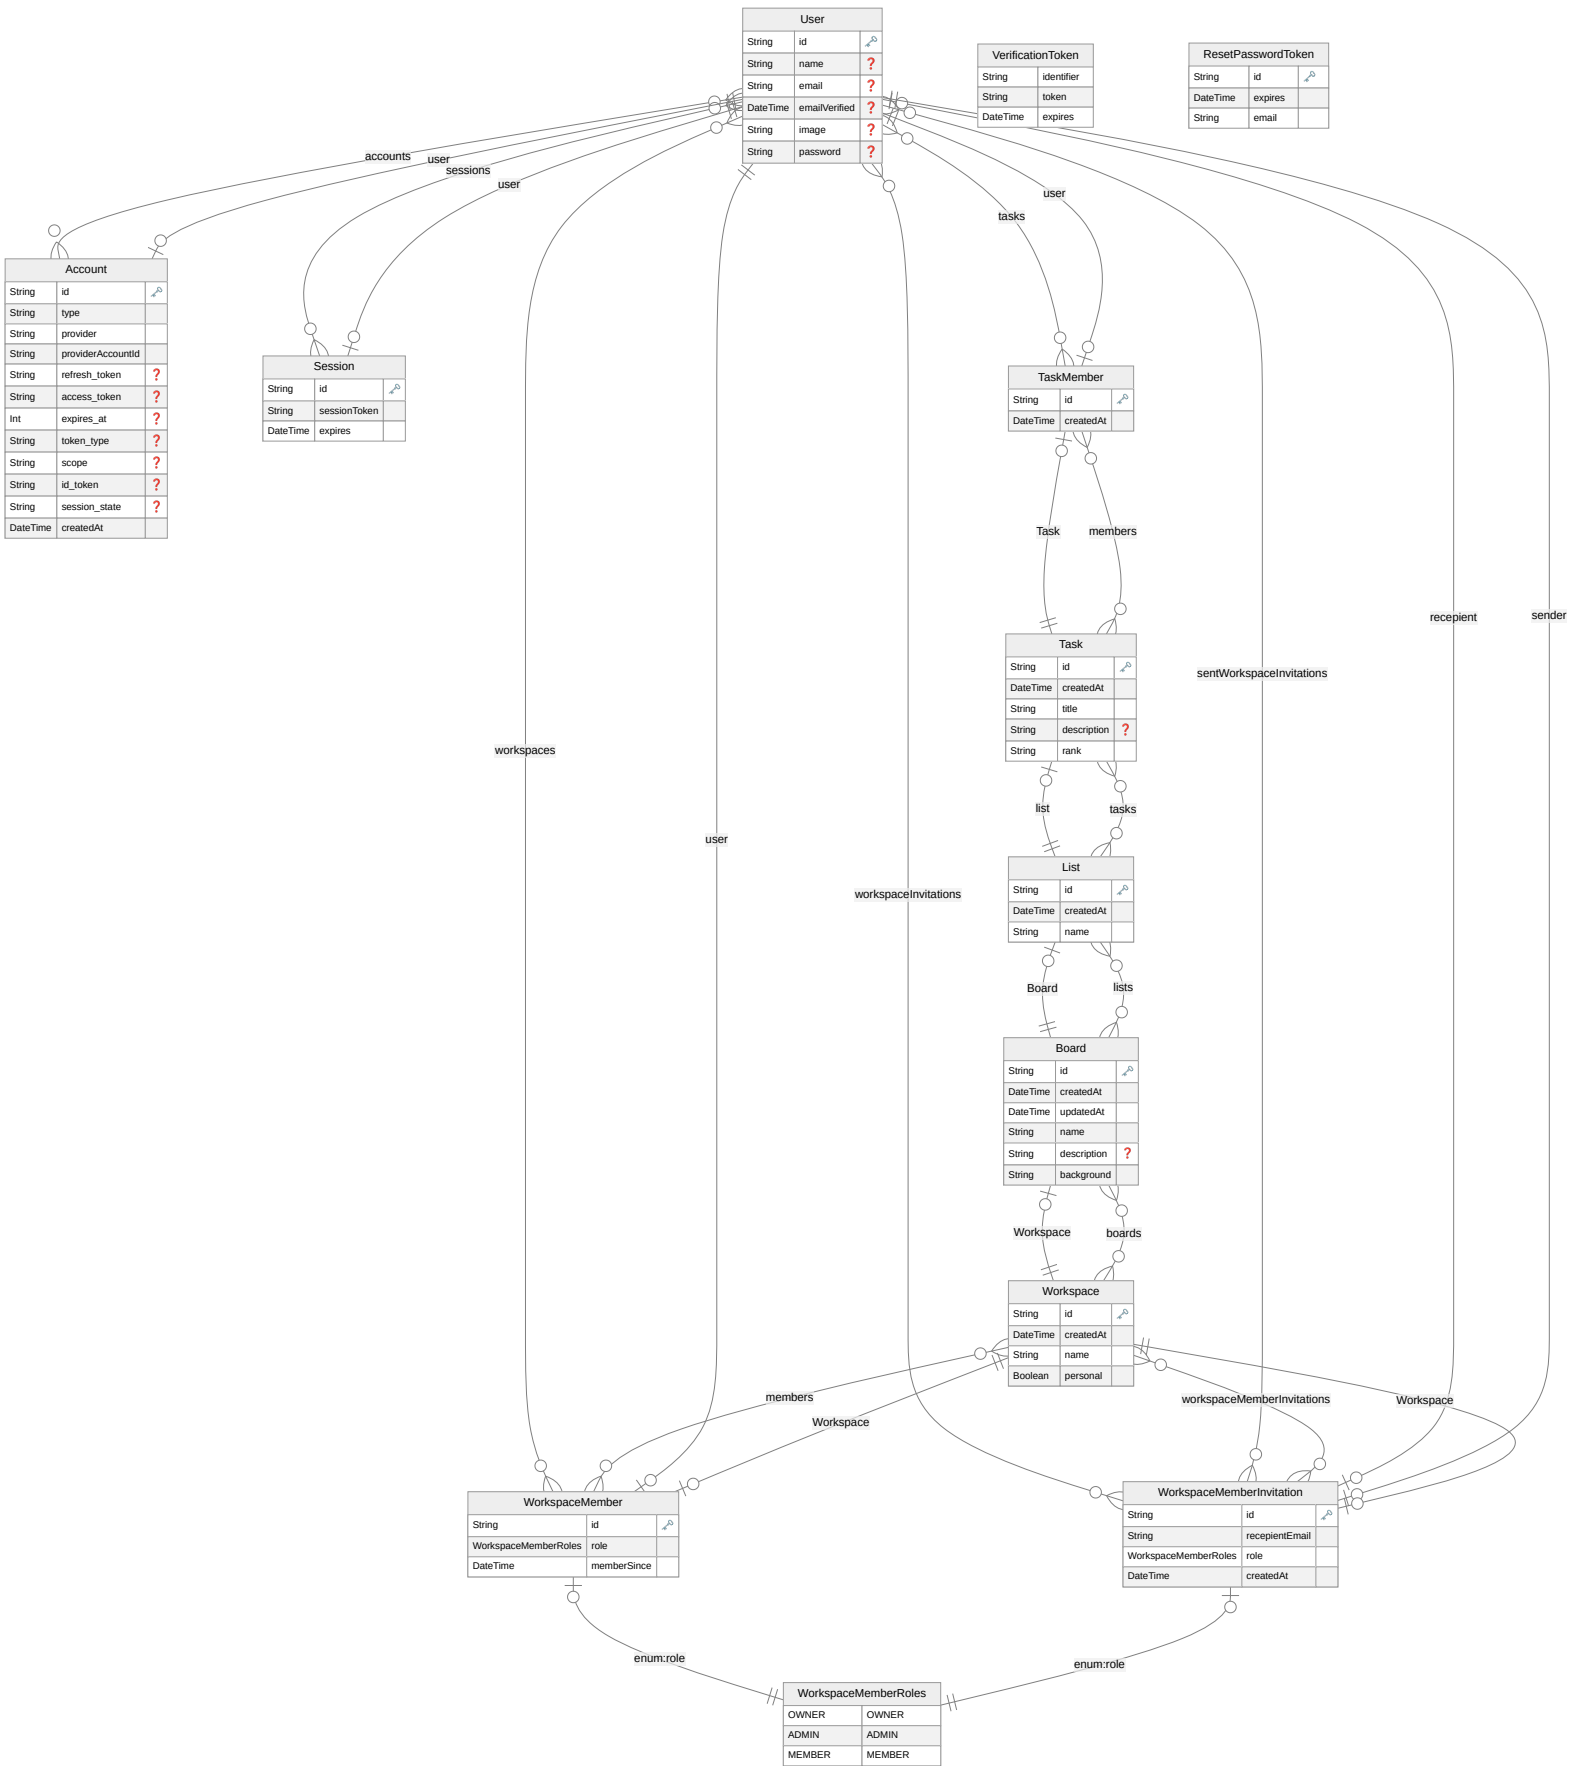 User
String id
String name ❓
String email ❓
DateTime emailVerified ❓
String image ❓
String password ❓
VerificationToken
String identifier
String token
DateTime expires
ResetPasswordToken
String id
DateTime expires
String email
accounts
user
sessions
user
tasks
user
Account
String id
String type
String provider
String providerAccountId
String refresh_token ❓
String access_token ❓
Int expires_at ❓
String token_type ❓
String scope ❓
String id_token ❓
String session_state ❓
DateTime createdAt
Session
String id
String sessionToken
DateTime expires
TaskMember
String id
DateTime createdAt
Task
members
recepient
sender
Task
String id
DateTime createdAt
String title
String description ❓
String rank
sentWorkspaceInvitations
workspaces
list
tasks
user
List
String id
DateTime createdAt
String name
workspaceInvitations
Board
lists
Board
String id
DateTime createdAt
DateTime updatedAt
String name
String description ❓
String background
Workspace
boards
Workspace
String id
DateTime createdAt
String name
Boolean personal
members
workspaceMemberInvitations
Workspace
Workspace
WorkspaceMember
String id
WorkspaceMemberRoles role
DateTime memberSince
WorkspaceMemberInvitation
String id
String recepientEmail
WorkspaceMemberRoles role
DateTime createdAt
enum:role
enum:role
WorkspaceMemberRoles
OWNER OWNER
ADMIN ADMIN
MEMBER MEMBER